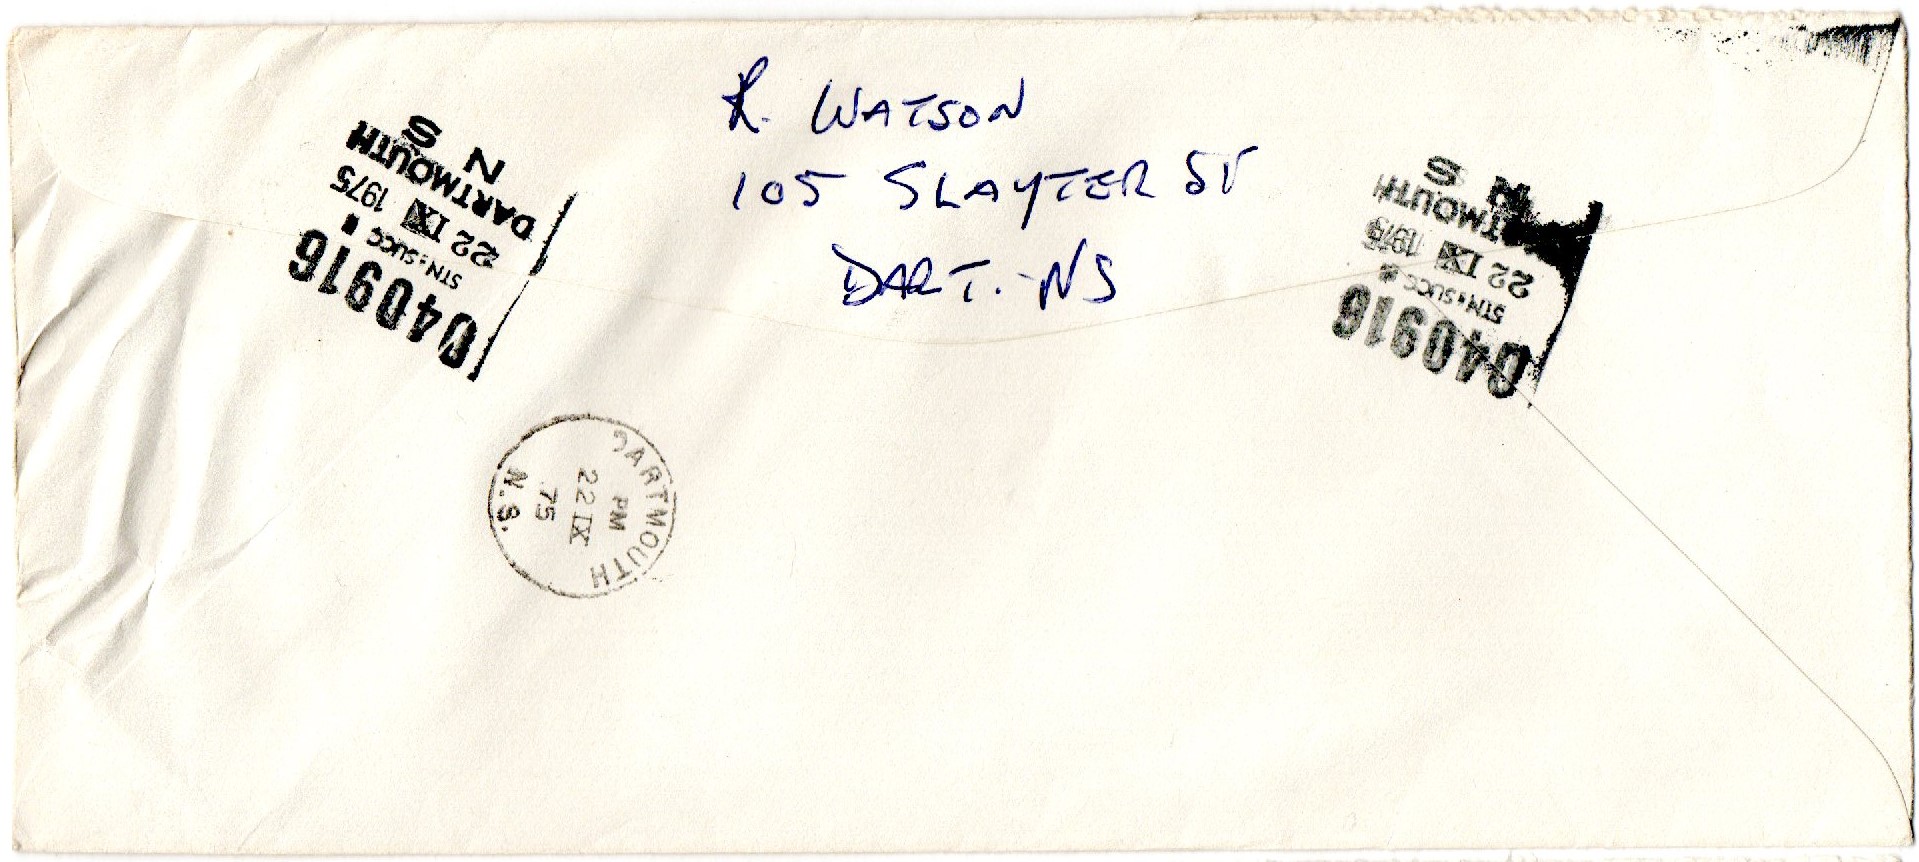 R. WATSON
105 SLAYTER ST
DART. - NS
040916
STN. SUCC.
22 IX 1975
DARTMOUTH
N S
040916
STN. SUCC.
22 IX 1975
TMOUTH
N S
DARTMOUTH
PM
22 IX
75
N.S.